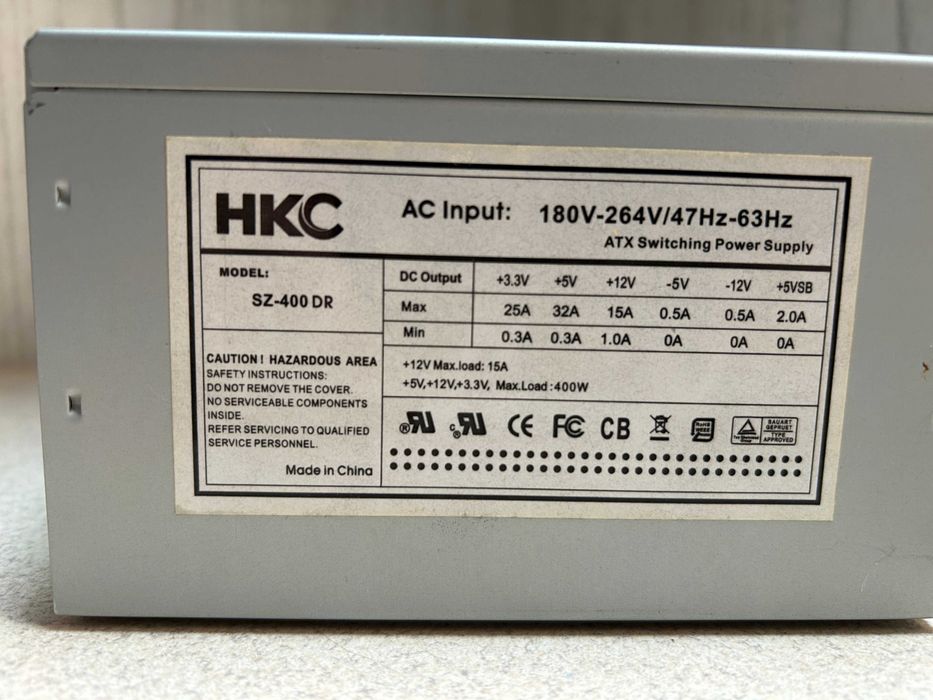 HKC
AC Input: 180V-264V/47Hz-63Hz
ATX Switching Power Supply
MODEL:
SZ-400 DR
DC Output +3.3V +5V +12V -5V -12V +5VSB
Max 25A 32A 15A 0.5A 0.5A 2.0A
Min 0.3A 0.3A 1.0A 0A 0A 0A
CAUTION! HAZARDOUS AREA
SAFETY INSTRUCTIONS:
DO NOT REMOVE THE COVER.
NO SERVICEABLE COMPONENTS
INSIDE.
REFER SERVICING TO QUALIFIED
SERVICE PERSONNEL.
Made in China
+12V Max.load: 15A
+5V,+12V,+3.3V, Max.Load:400W
CE FC CB
BAUART
GEPRUFT
TYPE
APPROVED